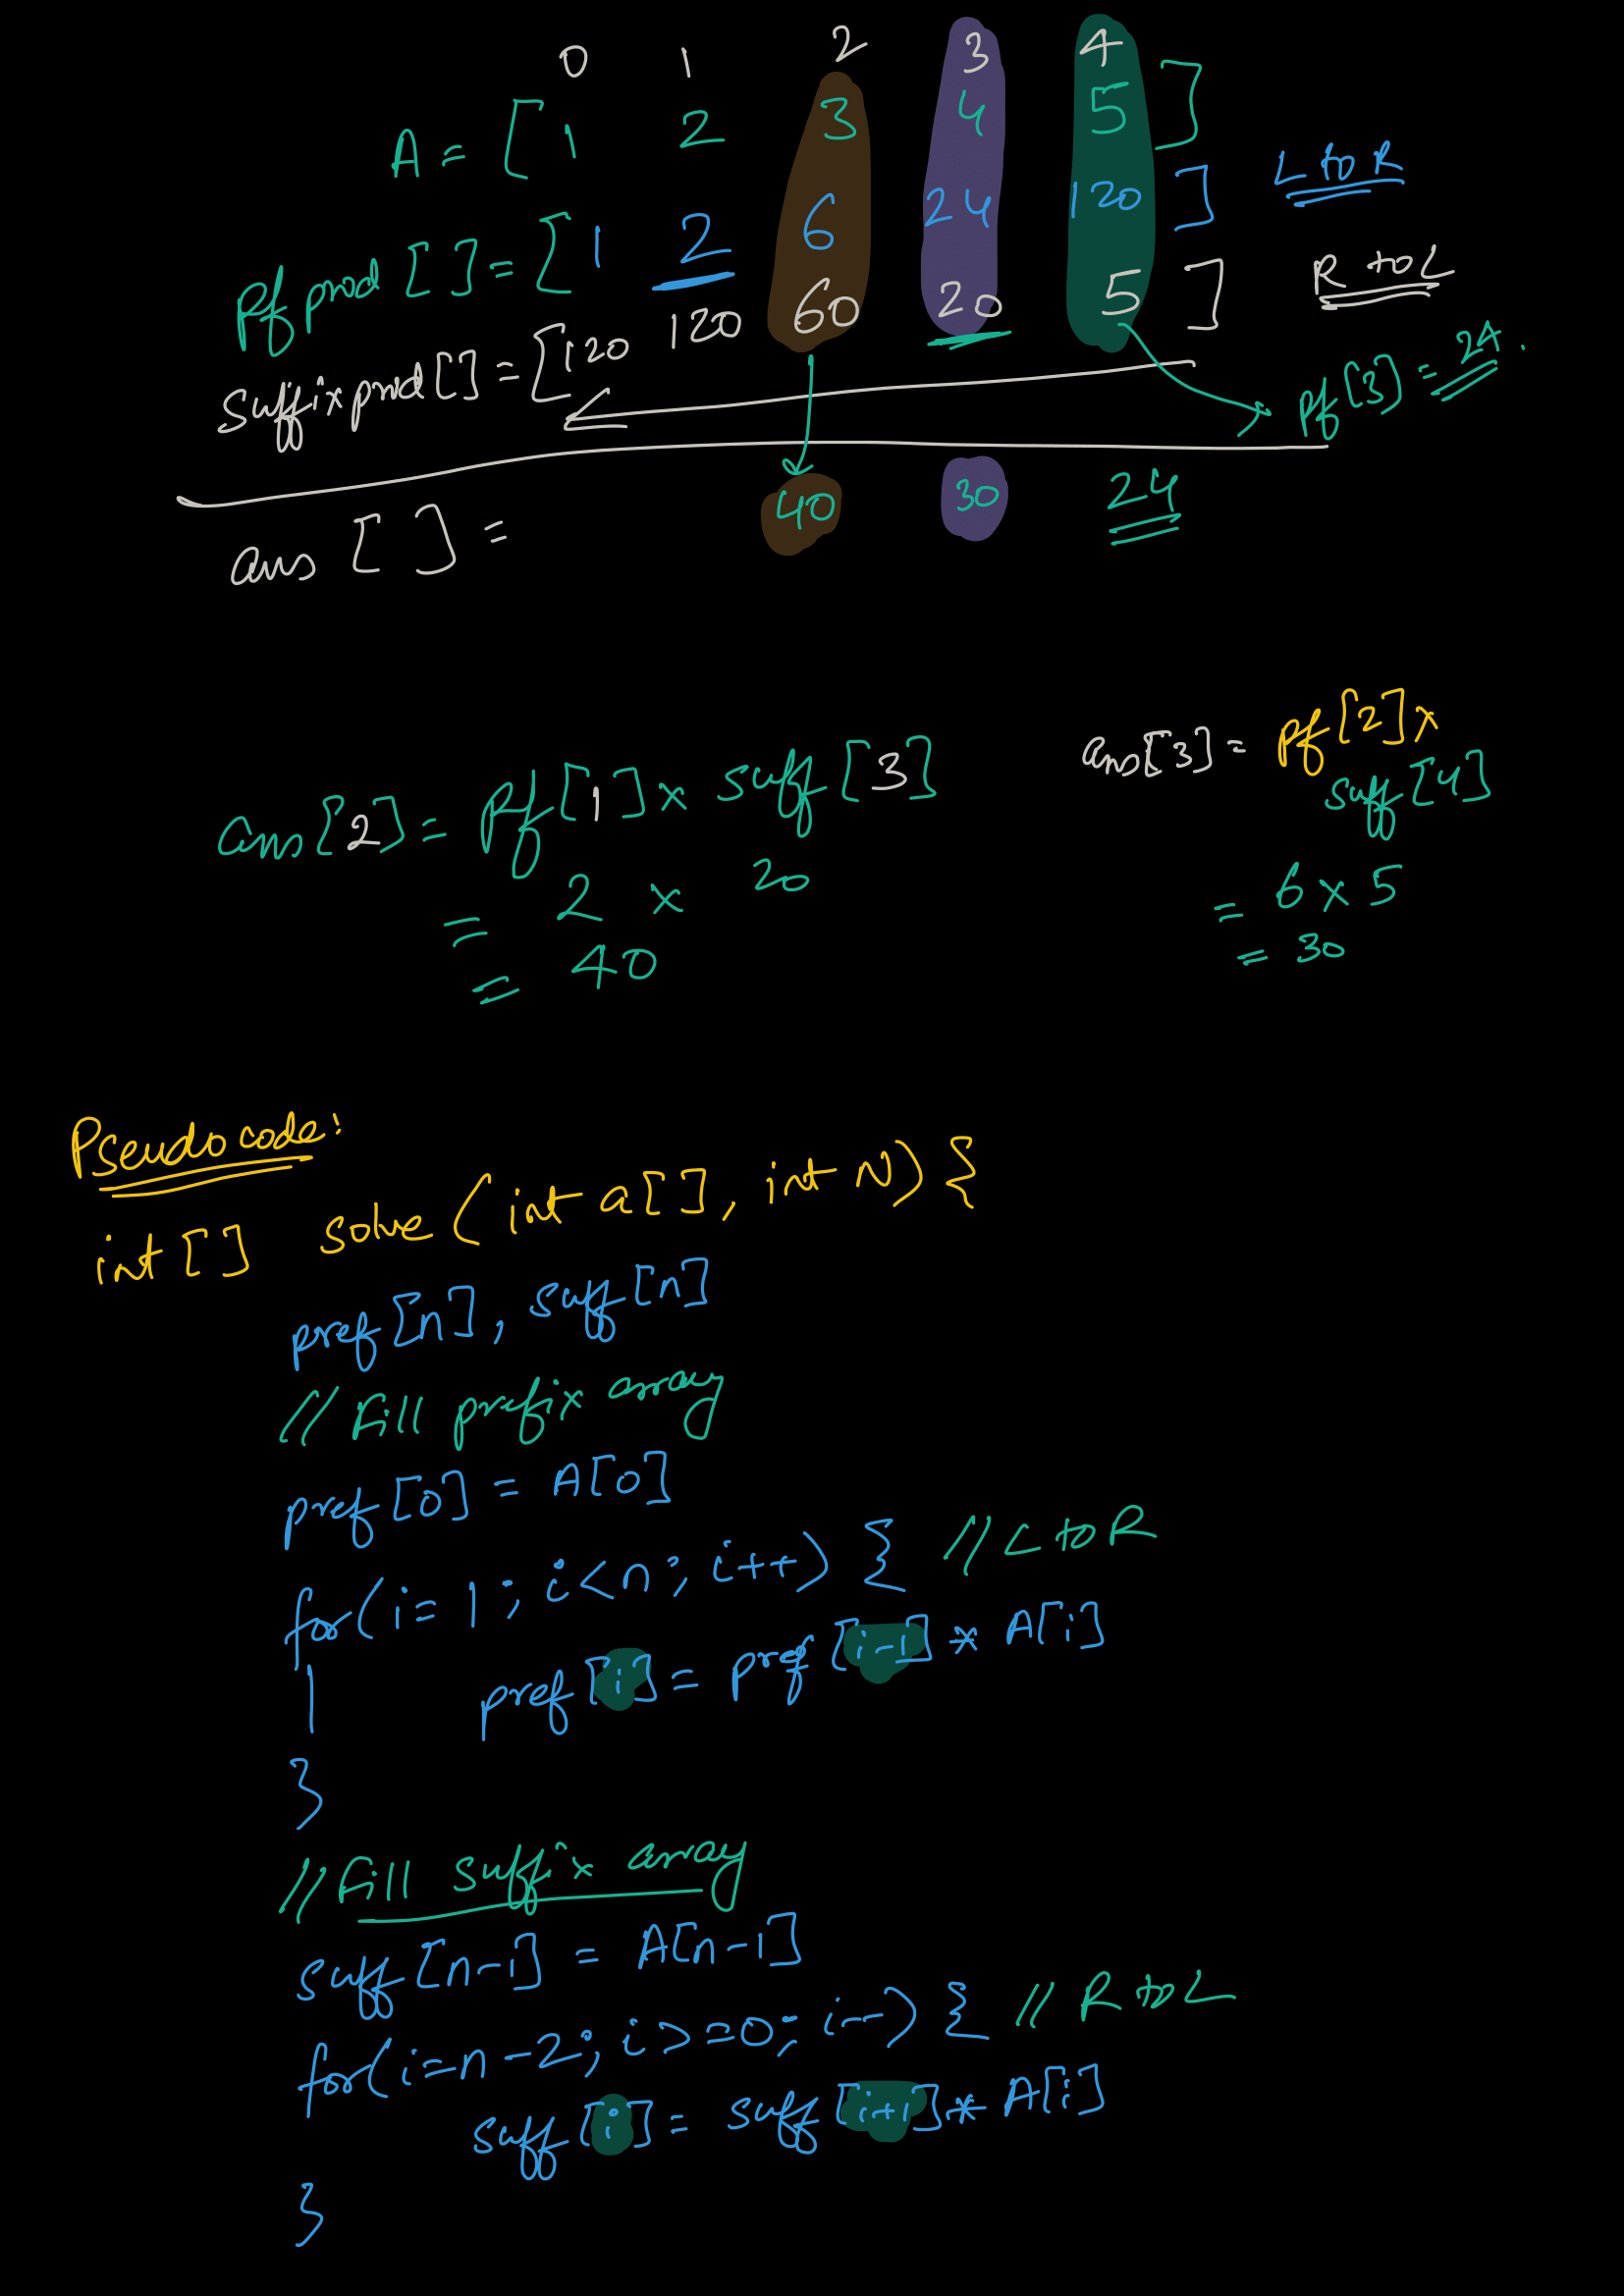 0 1 2 3 4
A = [ 1 2 3 4 5 ]
Pf prod [ ] = [ 1 2 6 24 120 ] L to R
Suffix prod [ ] = [ 120 120 60 20 5 ] R to L
pf[3] = 24.
ans [ ] = 40 30 24
ans[2] = Pf[1] x suff[3]
= 2 x 20
= 40
ans[3] = pf[2] x
suff[4]
= 6 x 5
= 30
Pseudo code:
int [ ] solve ( int a[ ], int N) {
pref[n], suff[n]
// Fill prefix array
pref[0] = A[0]
for(i=1; i<n; i++) { // L to R
pref[i] = pref[i-1] * A[i]
}
// Fill suffix array
suff[n-1] = A[n-1]
for(i=n-2; i>=0; i--) { // R to L
suff[i] = suff[i+1] * A[i]
}